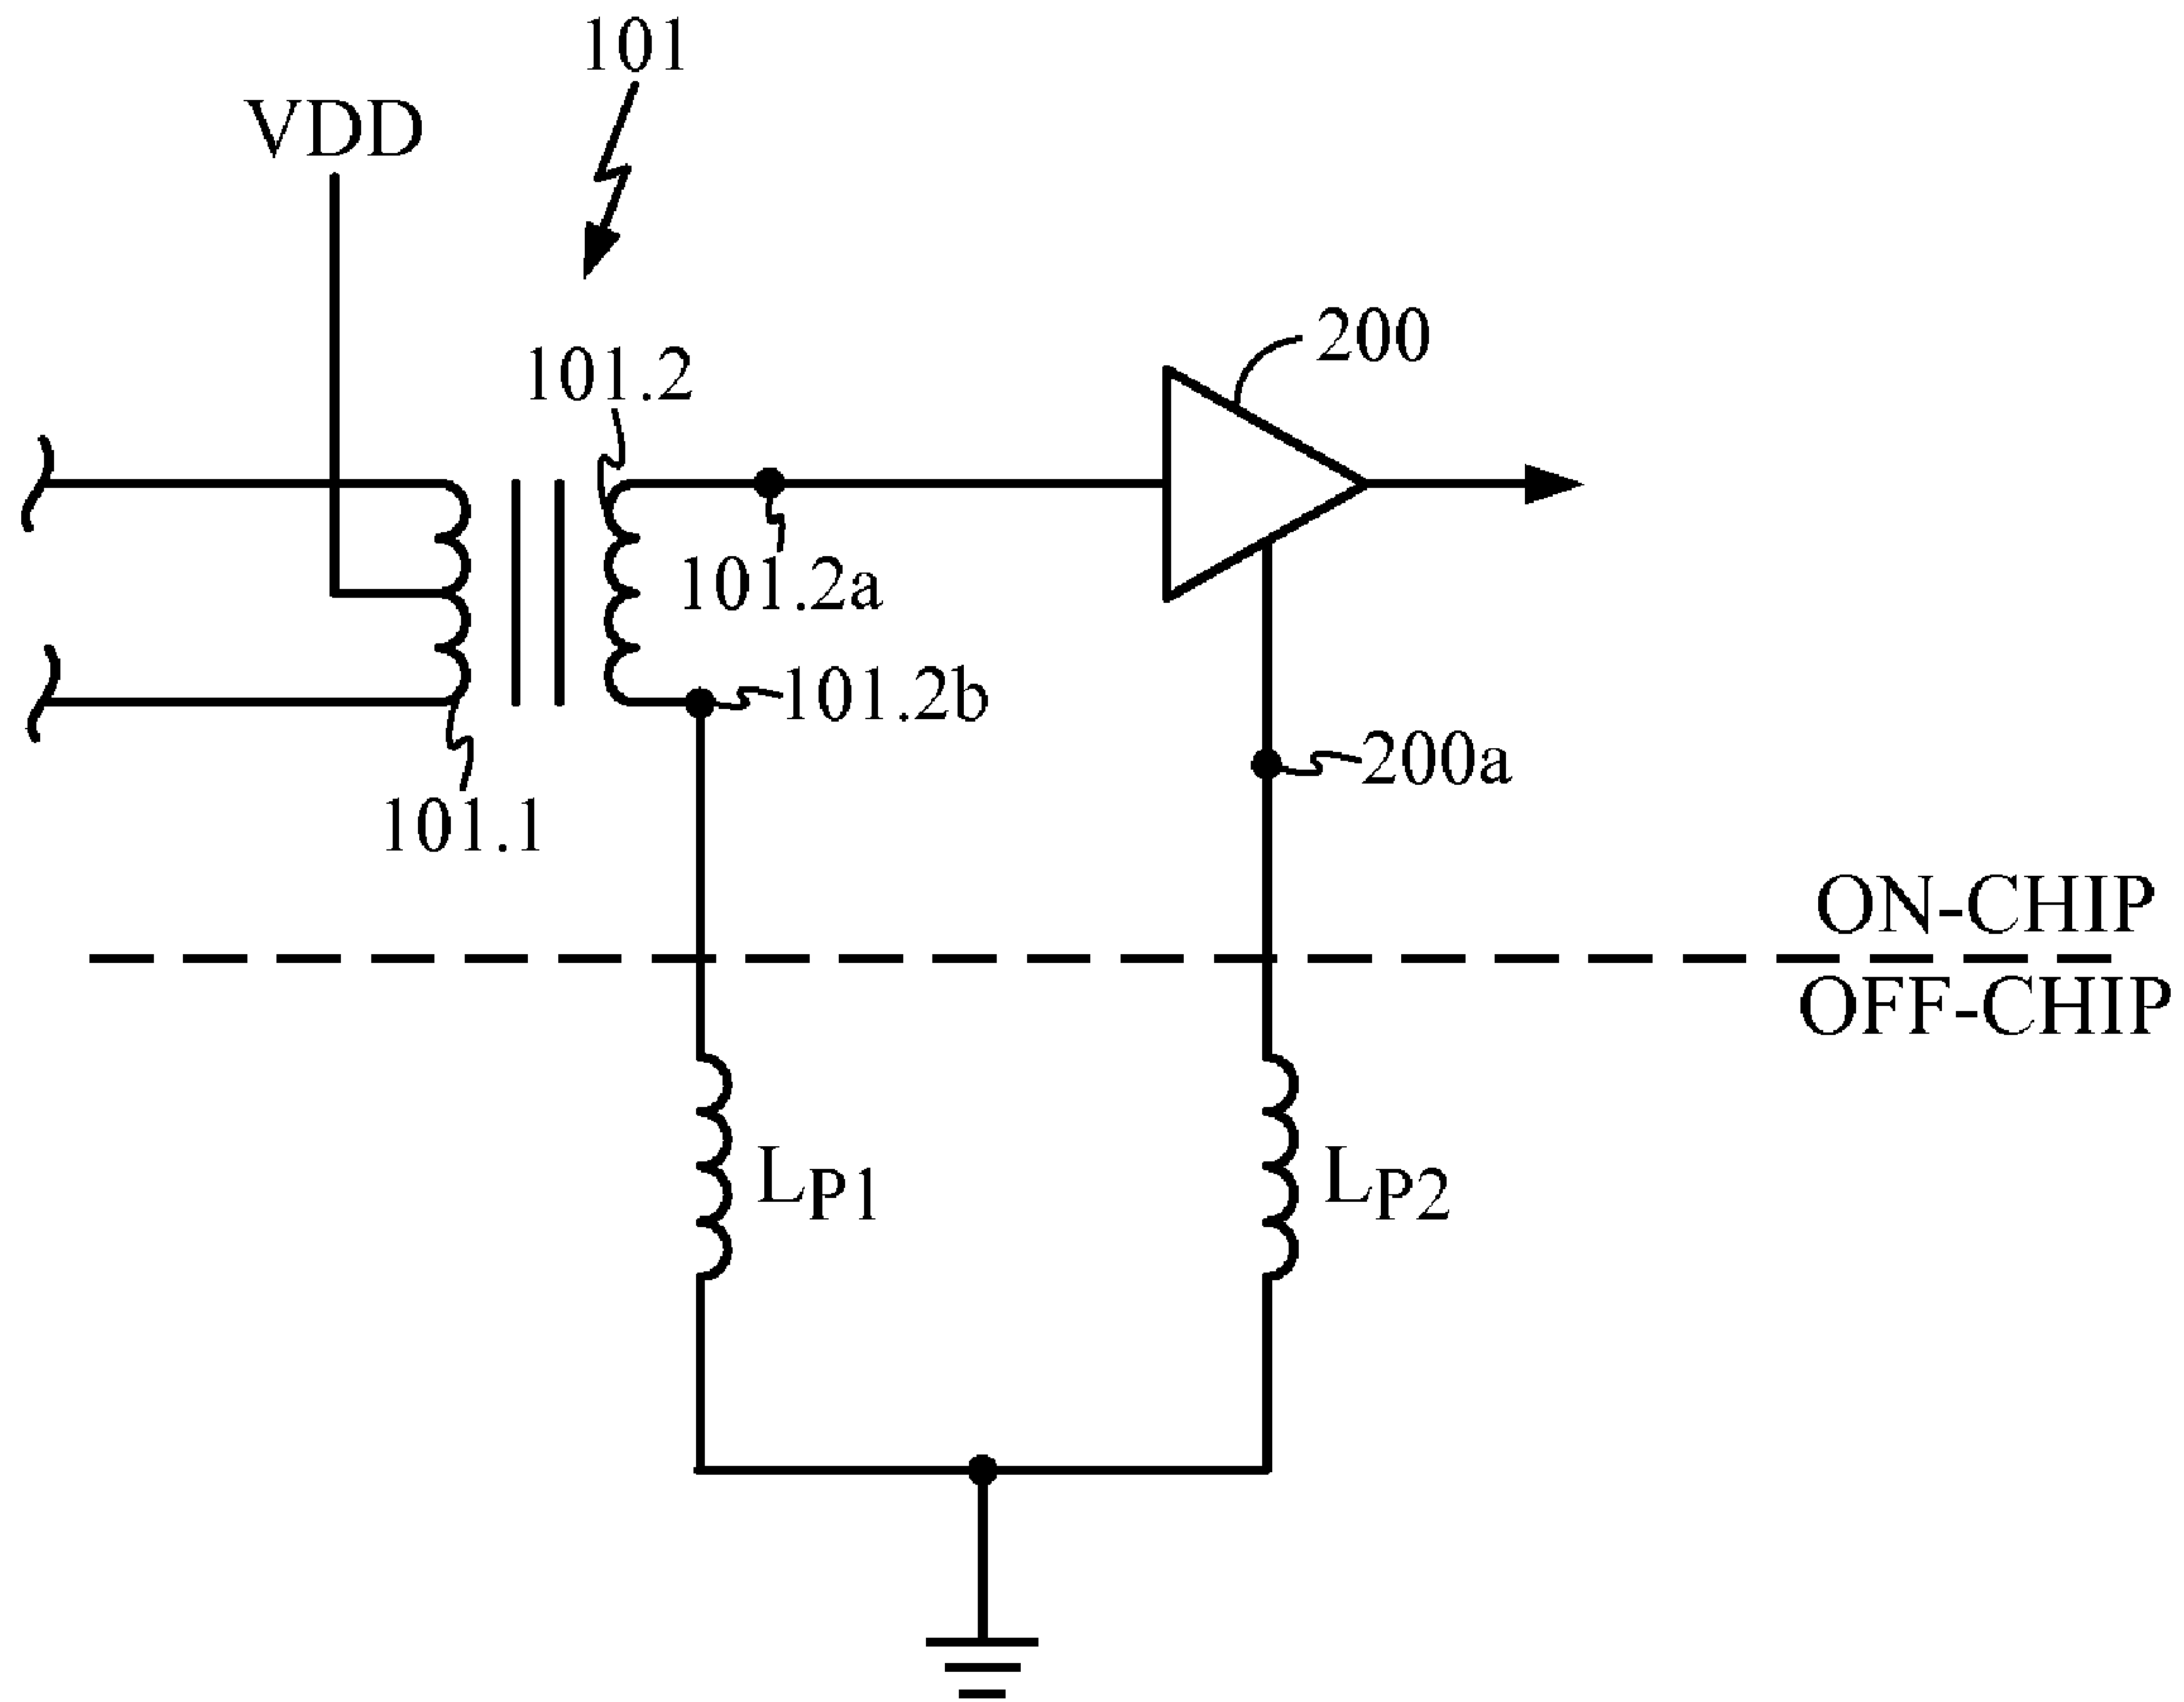 101
VDD
200
101.2
101.2a
101.2b
200a
101.1
ON-CHIP
OFF-CHIP
LP1
LP2